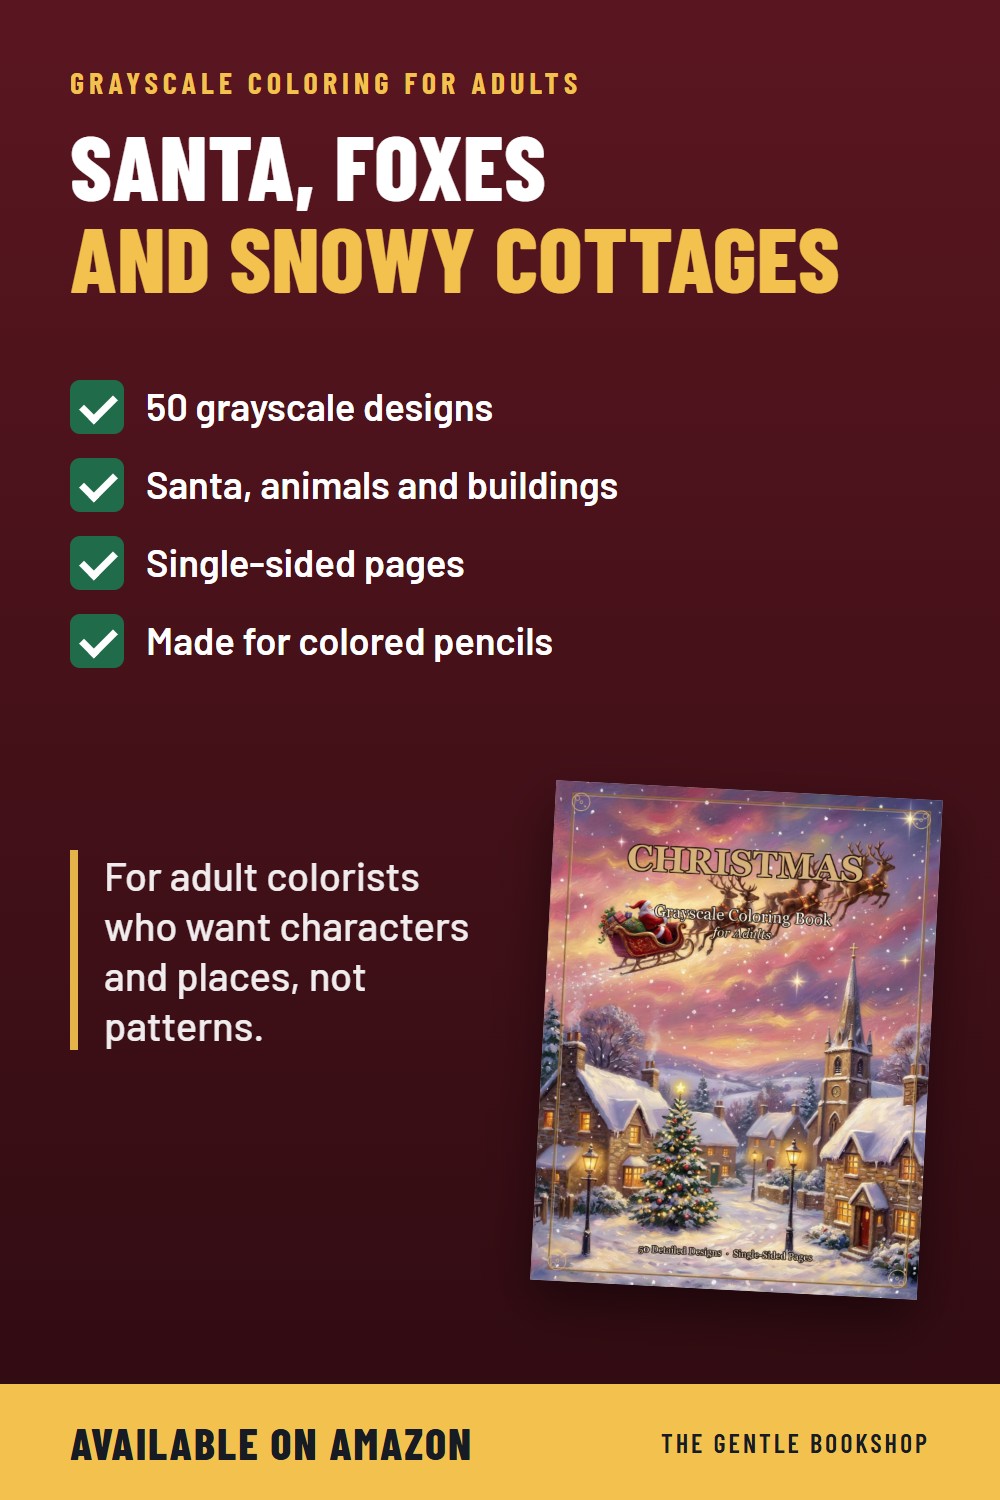 GRAYSCALE COLORING FOR ADULTS
SANTA, FOXES
AND SNOWY COTTAGES
50 grayscale designs
Santa, animals and buildings
Single-sided pages
Made for colored pencils
For adult colorists
who want characters
and places, not
patterns.
CHRISTMAS
Grayscale Coloring Book
for Adults
50 Detailed Designs • Single-Sided Pages
AVAILABLE ON AMAZON
THE GENTLE BOOKSHOP